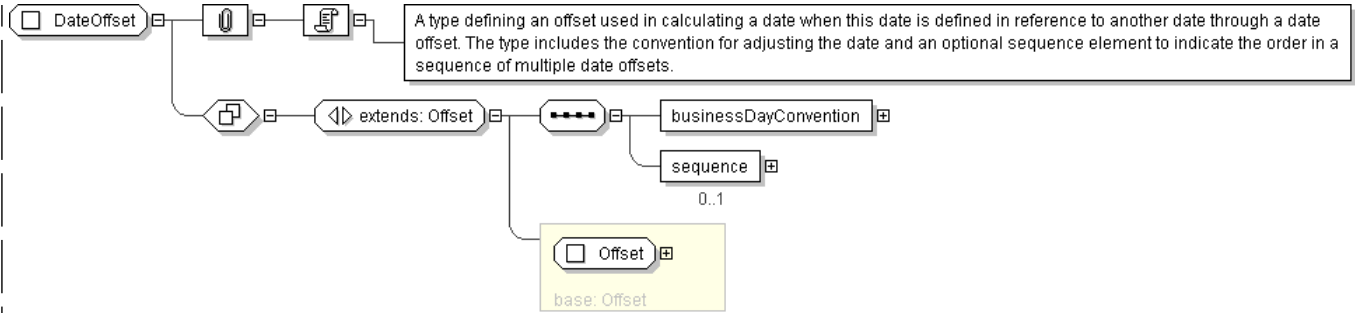 DateOffset
A type defining an offset used in calculating a date when this date is defined in reference to another date through a date
offset. The type includes the convention for adjusting the date and an optional sequence element to indicate the order in a
sequence of multiple date offsets.
extends: Offset
businessDayConvention
sequence
0..1
Offset
base: Offset